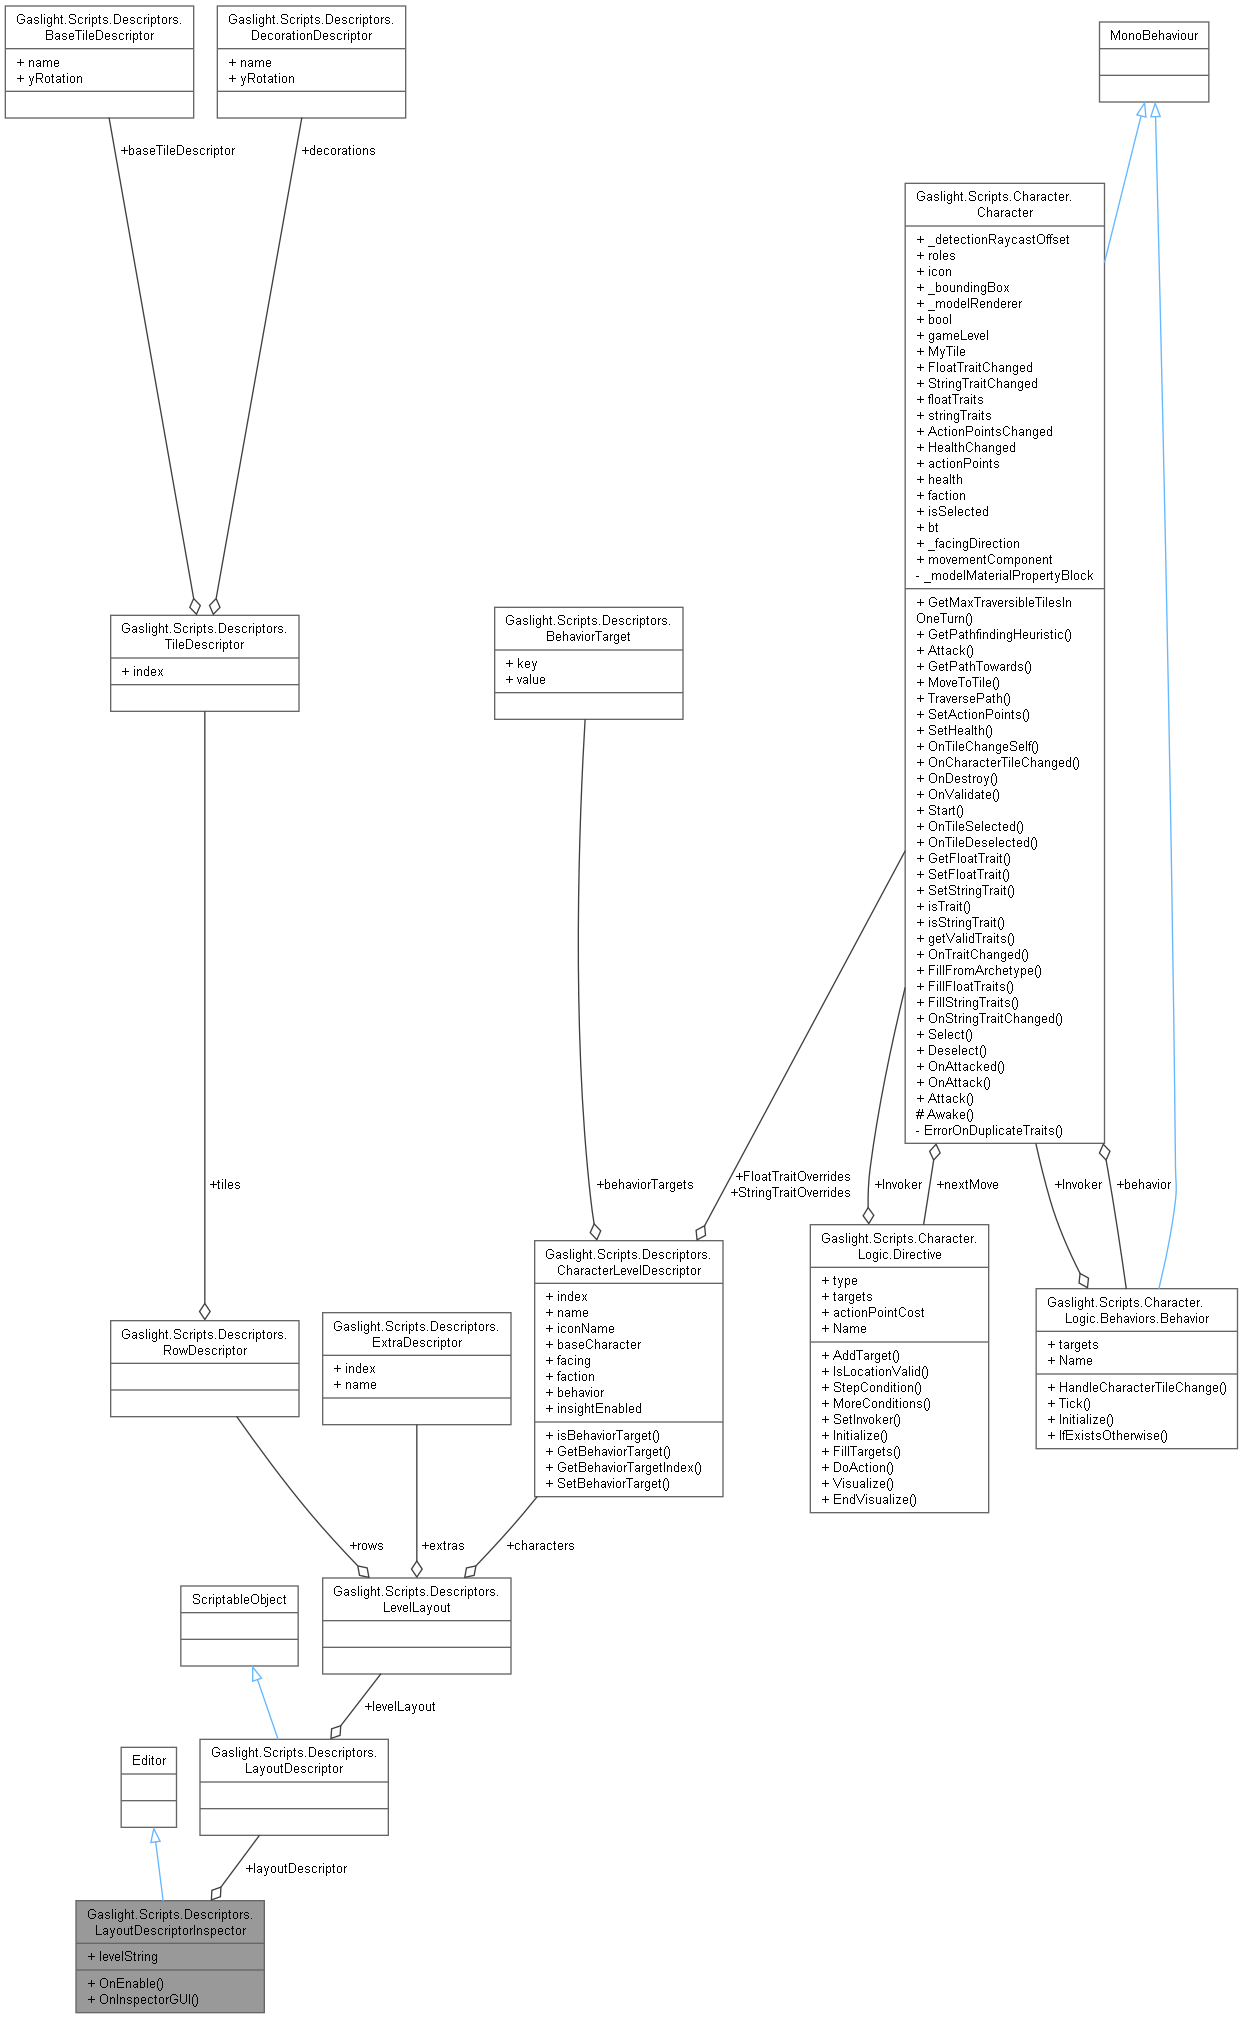 Gaslight.Scripts.Descriptors.
BaseTileDescriptor
+ name
+ yRotation
Gaslight.Scripts.Descriptors.
DecorationDescriptor
+ name
+ yRotation
MonoBehaviour
+baseTileDescriptor
+decorations
Gaslight.Scripts.Character.
Character
+ _detectionRaycastOffset
+ roles
+ icon
+ _boundingBox
+ _modelRenderer
+ bool
+ gameLevel
+ MyTile
+ FloatTraitChanged
+ StringTraitChanged
+ floatTraits
+ stringTraits
+ ActionPointsChanged
+ HealthChanged
+ actionPoints
+ health
+ faction
+ isSelected
+ bt
+ _facingDirection
+ movementComponent
- _modelMaterialPropertyBlock
+ GetMaxTraversibleTilesIn
OneTurn()
+ GetPathfindingHeuristic()
+ Attack()
+ GetPathTowards()
+ MoveToTile()
+ TraversePath()
+ SetActionPoints()
+ SetHealth()
+ OnTileChangeSelf()
+ OnCharacterTileChanged()
+ OnDestroy()
+ OnValidate()
+ Start()
+ OnTileSelected()
+ OnTileDeselected()
+ GetFloatTrait()
+ SetFloatTrait()
+ SetStringTrait()
+ isTrait()
+ isStringTrait()
+ getValidTraits()
+ OnTraitChanged()
+ FillFromArchetype()
+ FillFloatTraits()
+ FillStringTraits()
+ OnStringTraitChanged()
+ Select()
+ Deselect()
+ OnAttacked()
+ OnAttack()
+ Attack()
# Awake()
- ErrorOnDuplicateTraits()
Gaslight.Scripts.Descriptors.
TileDescriptor
+ index
Gaslight.Scripts.Descriptors.
BehaviorTarget
+ key
+ value
+tiles
+behaviorTargets
+FloatTraitOverrides
+StringTraitOverrides
+Invoker
+nextMove
+Invoker
+behavior
Gaslight.Scripts.Descriptors.
RowDescriptor
Gaslight.Scripts.Descriptors.
ExtraDescriptor
+ index
+ name
Gaslight.Scripts.Descriptors.
CharacterLevelDescriptor
+ index
+ name
+ iconName
+ baseCharacter
+ facing
+ faction
+ behavior
+ insightEnabled
+ isBehaviorTarget()
+ GetBehaviorTarget()
+ GetBehaviorTargetIndex()
+ SetBehaviorTarget()
Gaslight.Scripts.Character.
Logic.Directive
+ type
+ targets
+ actionPointCost
+ Name
+ AddTarget()
+ IsLocationValid()
+ StepCondition()
+ MoreConditions()
+ SetInvoker()
+ Initialize()
+ FillTargets()
+ DoAction()
+ Visualize()
+ EndVisualize()
Gaslight.Scripts.Character.
Logic.Behaviors.Behavior
+ targets
+ Name
+ HandleCharacterTileChange()
+ Tick()
+ Initialize()
+ IfExistsOtherwise()
+rows
+extras
+characters
Gaslight.Scripts.Descriptors.
LevelLayout
ScriptableObject
+levelLayout
Gaslight.Scripts.Descriptors.
LayoutDescriptor
Editor
+layoutDescriptor
Gaslight.Scripts.Descriptors.
LayoutDescriptorInspector
+ levelString
+ OnEnable()
+ OnInspectorGUI()